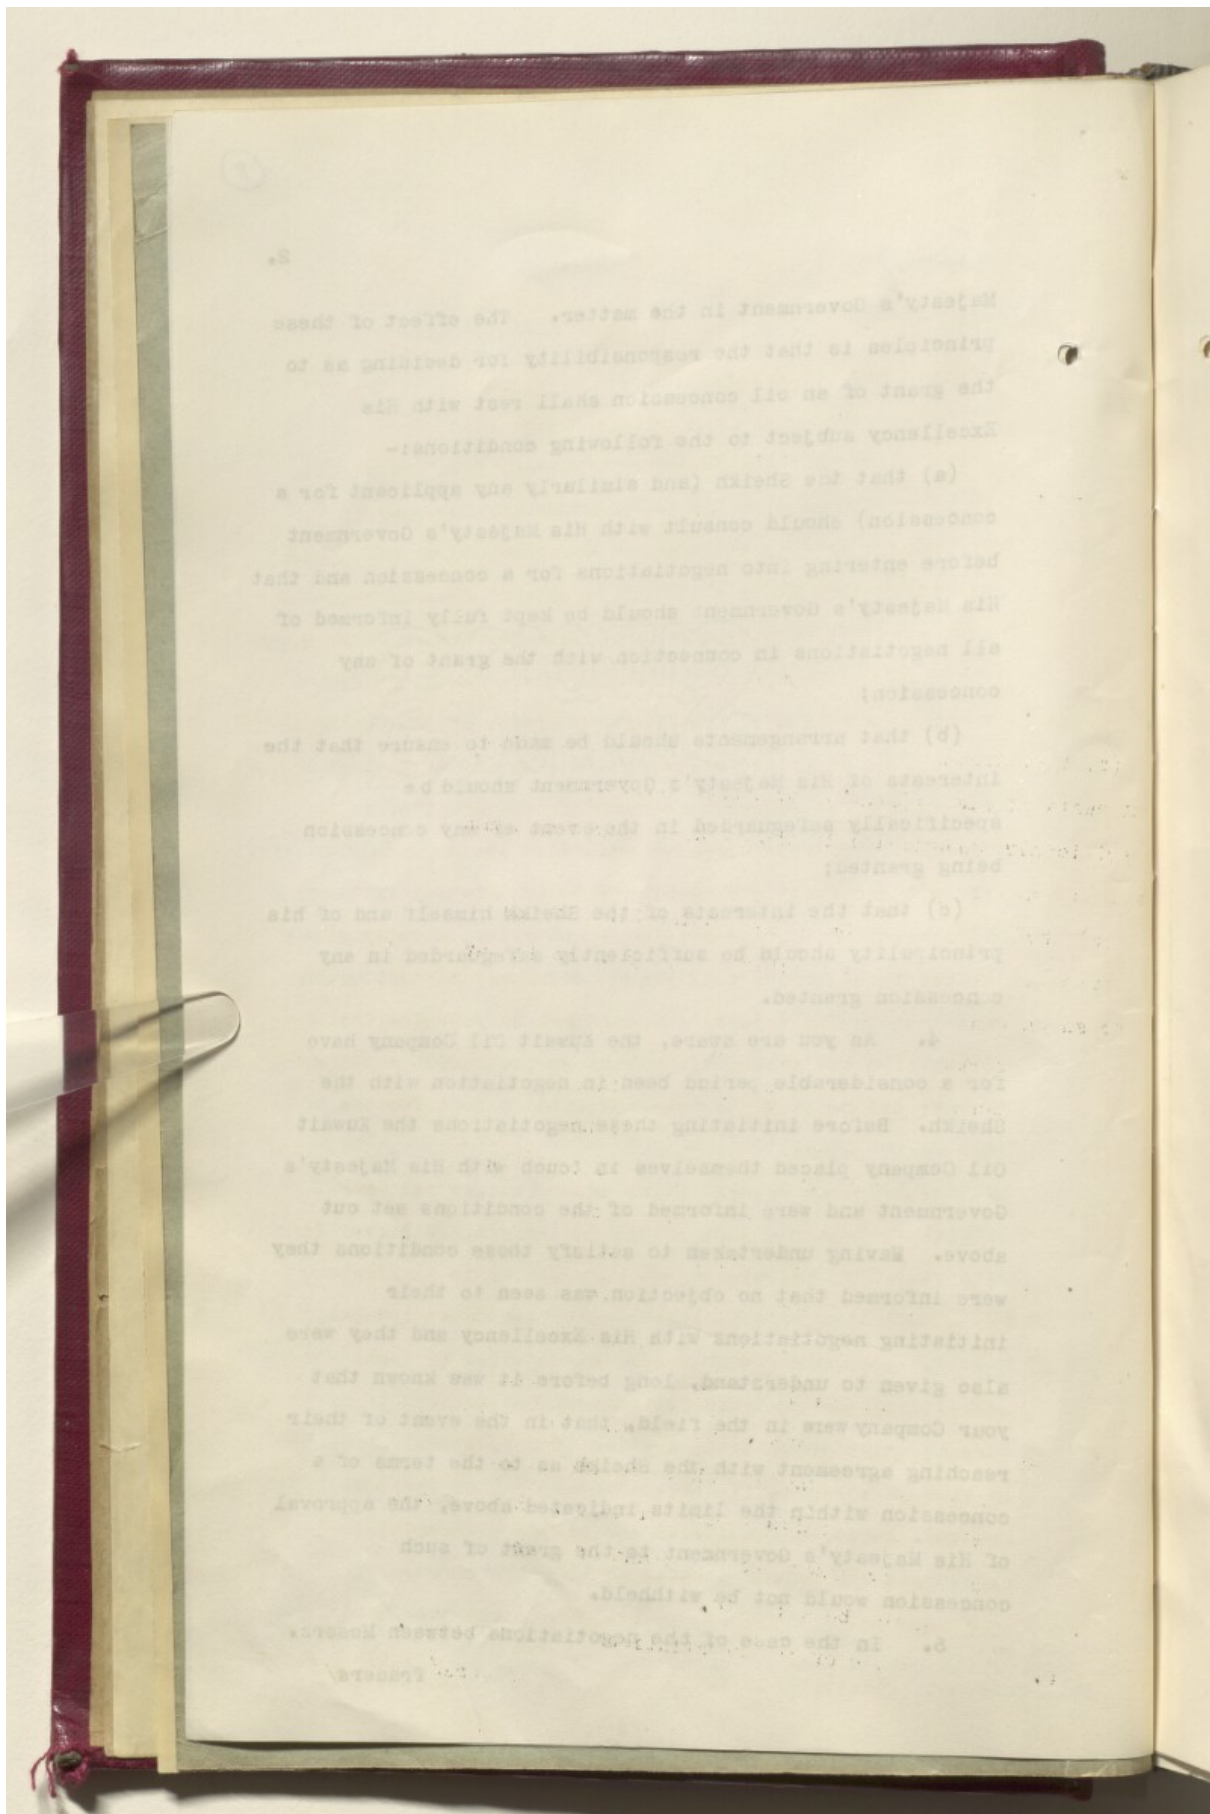 2.
Majesty's Government in the matter. The effect of these
principles is that the responsibility for deciding as to
the grant of an oil concession shall rest with His
Excellency subject to the following conditions:-
(a) that the Sheikh (and similarly any applicant for a
concession) should consult with His Majesty's Government
before entering into negotiations for a concession and that
His Majesty's Government should be kept fully informed of
all negotiations in connection with the grant of any
concession;
(b) that arrangements should be made to ensure that the
interests of His Majesty's Government should be
specifically safeguarded in the event of any concession
being granted;
(c) that the interests of the Sheikh himself and of his
principality should be sufficiently safeguarded in any
concession granted.
4. As you are aware, the Kuwait Oil Company have
for a considerable period been in negotiation with the
Sheikh. Before initiating these negotiations the Kuwait
Oil Company placed themselves in touch with His Majesty's
Government and were informed of the conditions set out
above. Having undertaken to satisfy those conditions they
were informed that no objection was seen to their
initiating negotiations with His Excellency and they were
also given to understand, long before it was known that
your Company were in the field, that in the event of their
reaching agreement with the Sheikh as to the terms of a
concession within the limits indicated above, the approval
of His Majesty's Government to the grant of such
concession would not be withheld.
5. In the case of the negotiations between Messrs.
Traders/